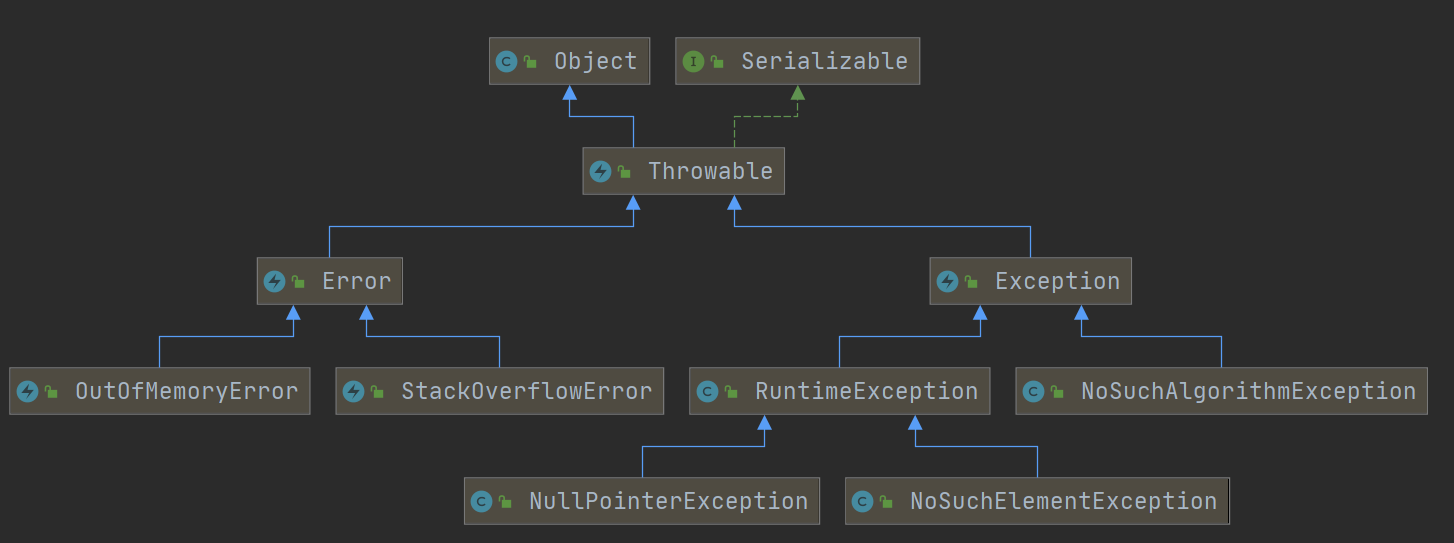 C Object
I Serializable
Throwable
Error
Exception
OutOfMemoryError
StackOverflowError
C RuntimeException
C NoSuchAlgorithmException
C NullPointerException
C NoSuchElementException